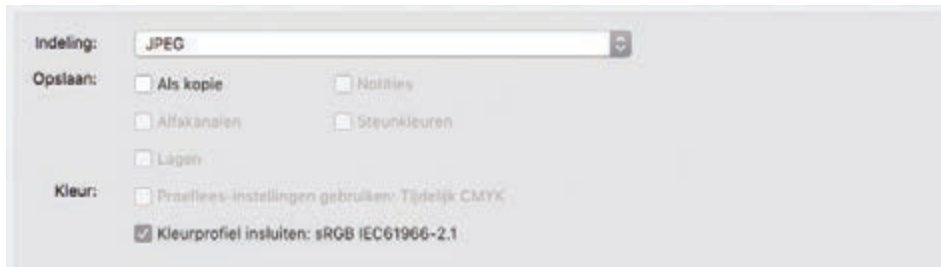 Indeling: JPEG
Opslaan: Als kopie Notities
Alfakanalen Steunkleuren
Lagen
Kleur: Proeflees-instellingen gebruiken: Tijdelijk CMYK
Kleurprofiel insluiten: sRGB IEC61966-2.1